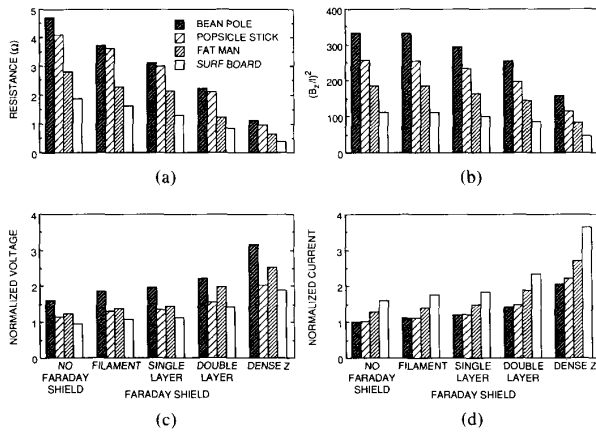 RESISTANCE (Ω)
5
4
3
2
1
0
BEAN POLE
POPSICLE STICK
FAT MAN
SURF BOARD
(a)
(B_z/I)²
400
300
200
100
0
(b)
NORMALIZED VOLTAGE
4
3
2
1
0
NO FARADAY SHIELD
FILAMENT
SINGLE LAYER
DOUBLE LAYER
DENSE Z
FARADAY SHIELD
(c)
NORMALIZED CURRENT
4
3
2
1
0
NO FARADAY SHIELD
FILAMENT
SINGLE LAYER
DOUBLE LAYER
DENSE Z
FARADAY SHIELD
(d)